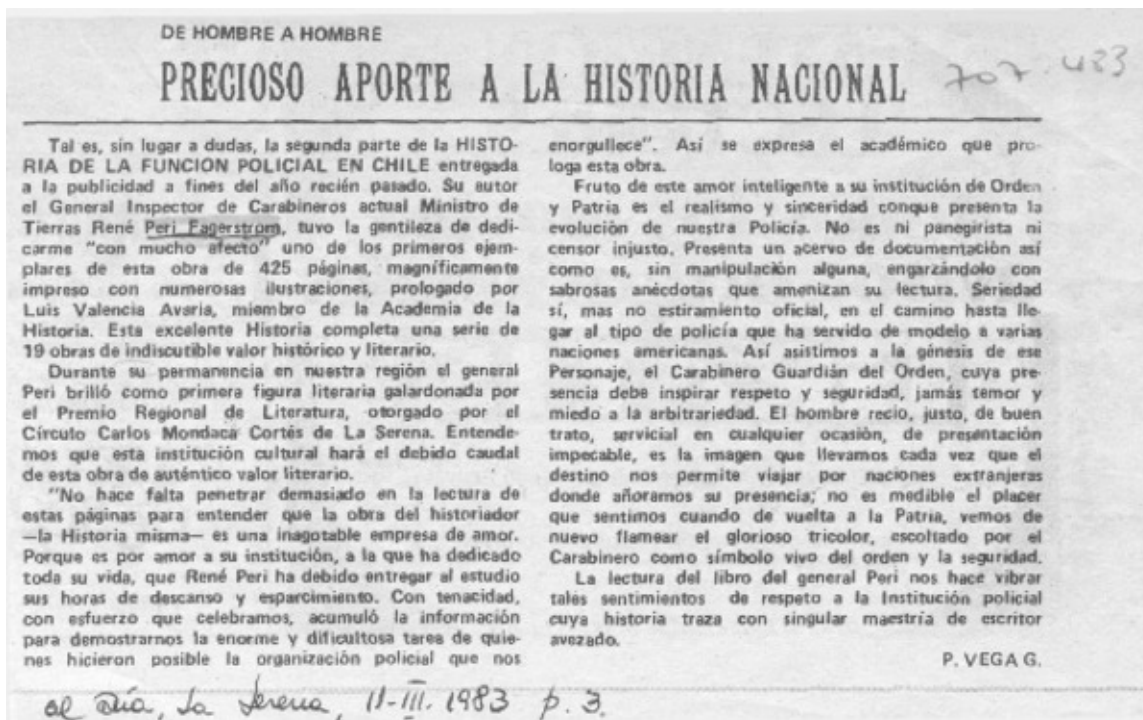 DE HOMBRE A HOMBRE
PRECIOSO APORTE A LA HISTORIA NACIONAL
707.433
Tal es, sin lugar a dudas, la segunda parte de la HISTO-
RIA DE LA FUNCION POLICIAL EN CHILE entregada
a la publicidad a fines del año recién pasado. Su autor
el General Inspector de Carabineros actual Ministro de
Tierras René Peri Fagerstrom, tuvo la gentileza de dedi-
carme "con mucho afecto" uno de los primeros ejem-
plares de esta obra de 425 páginas, magníficamente
impreso con numerosas ilustraciones, prologado por
Luis Valencia Avaria, miembro de la Academia de la
Historia. Esta excelente Historia completa una serie de
19 obras de indiscutible valor histórico y literario.
Durante su permanencia en nuestra región el general
Peri brilló como primera figura literaria galardonada por
el Premio Regional de Literatura, otorgado por el
Círculo Carlos Mondaca Cortés de La Serena. Entende-
mos que esta institución cultural hará el debido caudal
de esta obra de auténtico valor literario.
"No hace falta penetrar demasiado en la lectura de
estas páginas para entender que la obra del historiador
—la Historia misma— es una inagotable empresa de amor.
Porque es por amor a su institución, a la que ha dedicado
toda su vida, que René Peri ha debido entregar al estudio
sus horas de descanso y esparcimiento. Con tenacidad,
con esfuerzo que celebramos, acumuló la información
para demostrarnos la enorme y dificultosa tarea de quie-
nes hicieron posible la organización policial que nos
enorgullece". Así se expresa el académico que pro-
loga esta obra.
Fruto de este amor inteligente a su institución de Orden
y Patria es el realismo y sinceridad conque presenta la
evolución de nuestra Policía. No es ni panegirista ni
censor injusto. Presenta un acervo de documentación así
como es, sin manipulación alguna, engarzándolo con
sabrosas anécdotas que amenizan su lectura. Seriedad
sí, mas no estiramiento oficial, en el camino hasta lle-
gar al tipo de policía que ha servido de modelo a varias
naciones americanas. Así asistimos a la génesis de ese
Personaje, el Carabinero Guardián del Orden, cuya pre-
sencia debe inspirar respeto y seguridad, jamás temor y
miedo a la arbitrariedad. El hombre recio, justo, de buen
trato, servicial en cualquier ocasión, de presentación
impecable, es la imagen que llevamos cada vez que el
destino nos permite viajar por naciones extranjeras
donde añoramos su presencia; no es medible el placer
que sentimos cuando de vuelta a la Patria, vemos de
nuevo flamear el glorioso tricolor, escoltado por el
Carabinero como símbolo vivo del orden y la seguridad.
La lectura del libro del general Peri nos hace vibrar
tales sentimientos de respeto a la Institución policial
cuya historia traza con singular maestría de escritor
avezado.
P. VEGA G.
al Día, La Serena, 11-III.1983 p. 3.